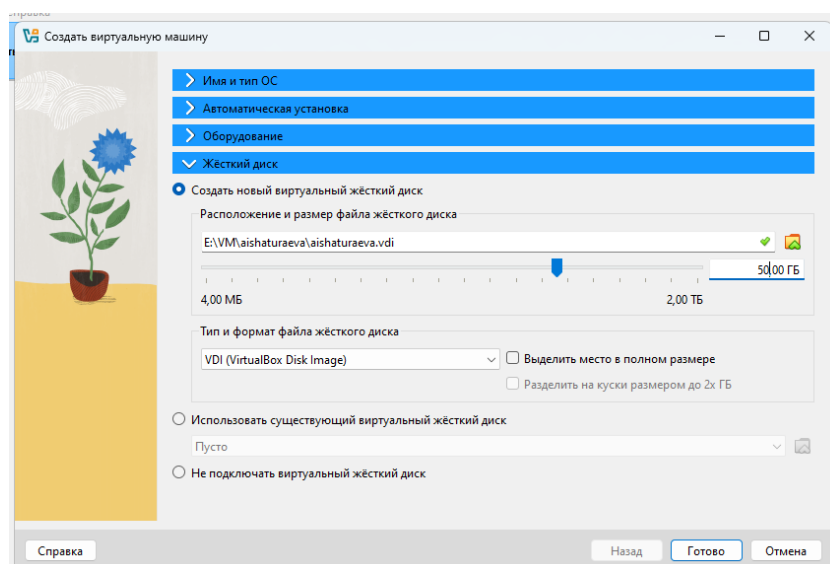 Справка
Создать виртуальную машину
Имя и тип ОС
Автоматическая установка
Оборудование
Жёсткий диск
Создать новый виртуальный жёсткий диск
Расположение и размер файла жёсткого диска
E:\VM\aishaturaeva\aishaturaeva.vdi
50,00 ГБ
4,00 МБ 2,00 ТБ
Тип и формат файла жёсткого диска
VDI (VirtualBox Disk Image) Выделить место в полном размере
Разделить на куски размером до 2х ГБ
Использовать существующий виртуальный жёсткий диск
Пусто
Не подключать виртуальный жёсткий диск
Справка Назад Готово Отмена